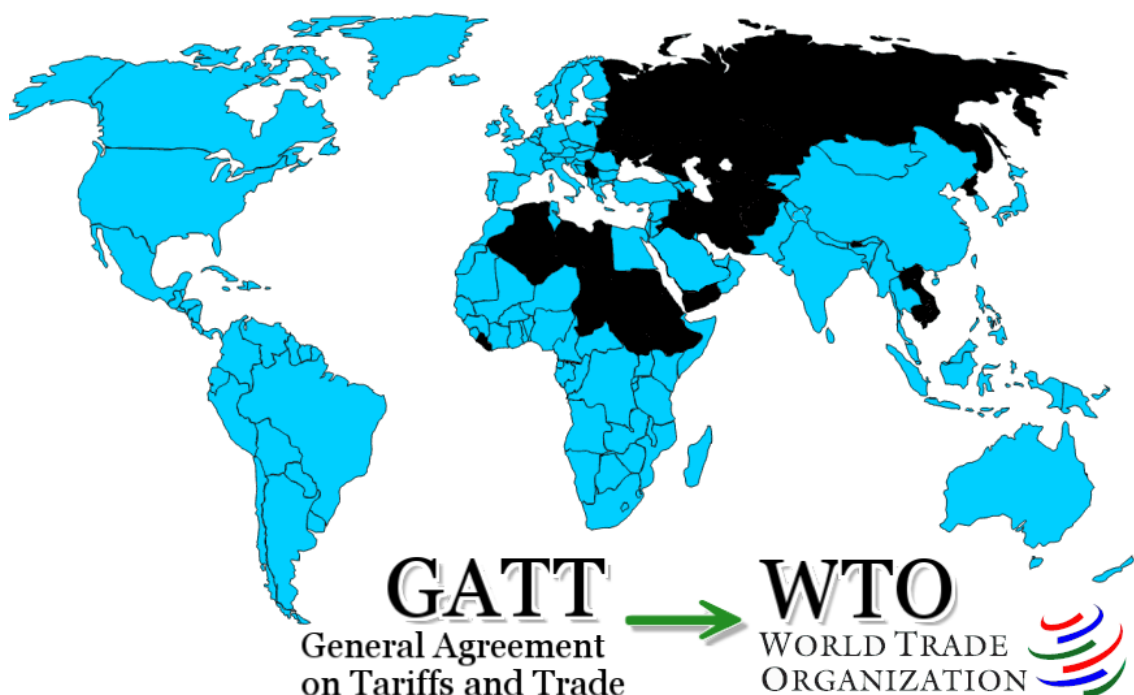 GATT
General Agreement
on Tariffs and Trade
WTO
WORLD TRADE
ORGANIZATION